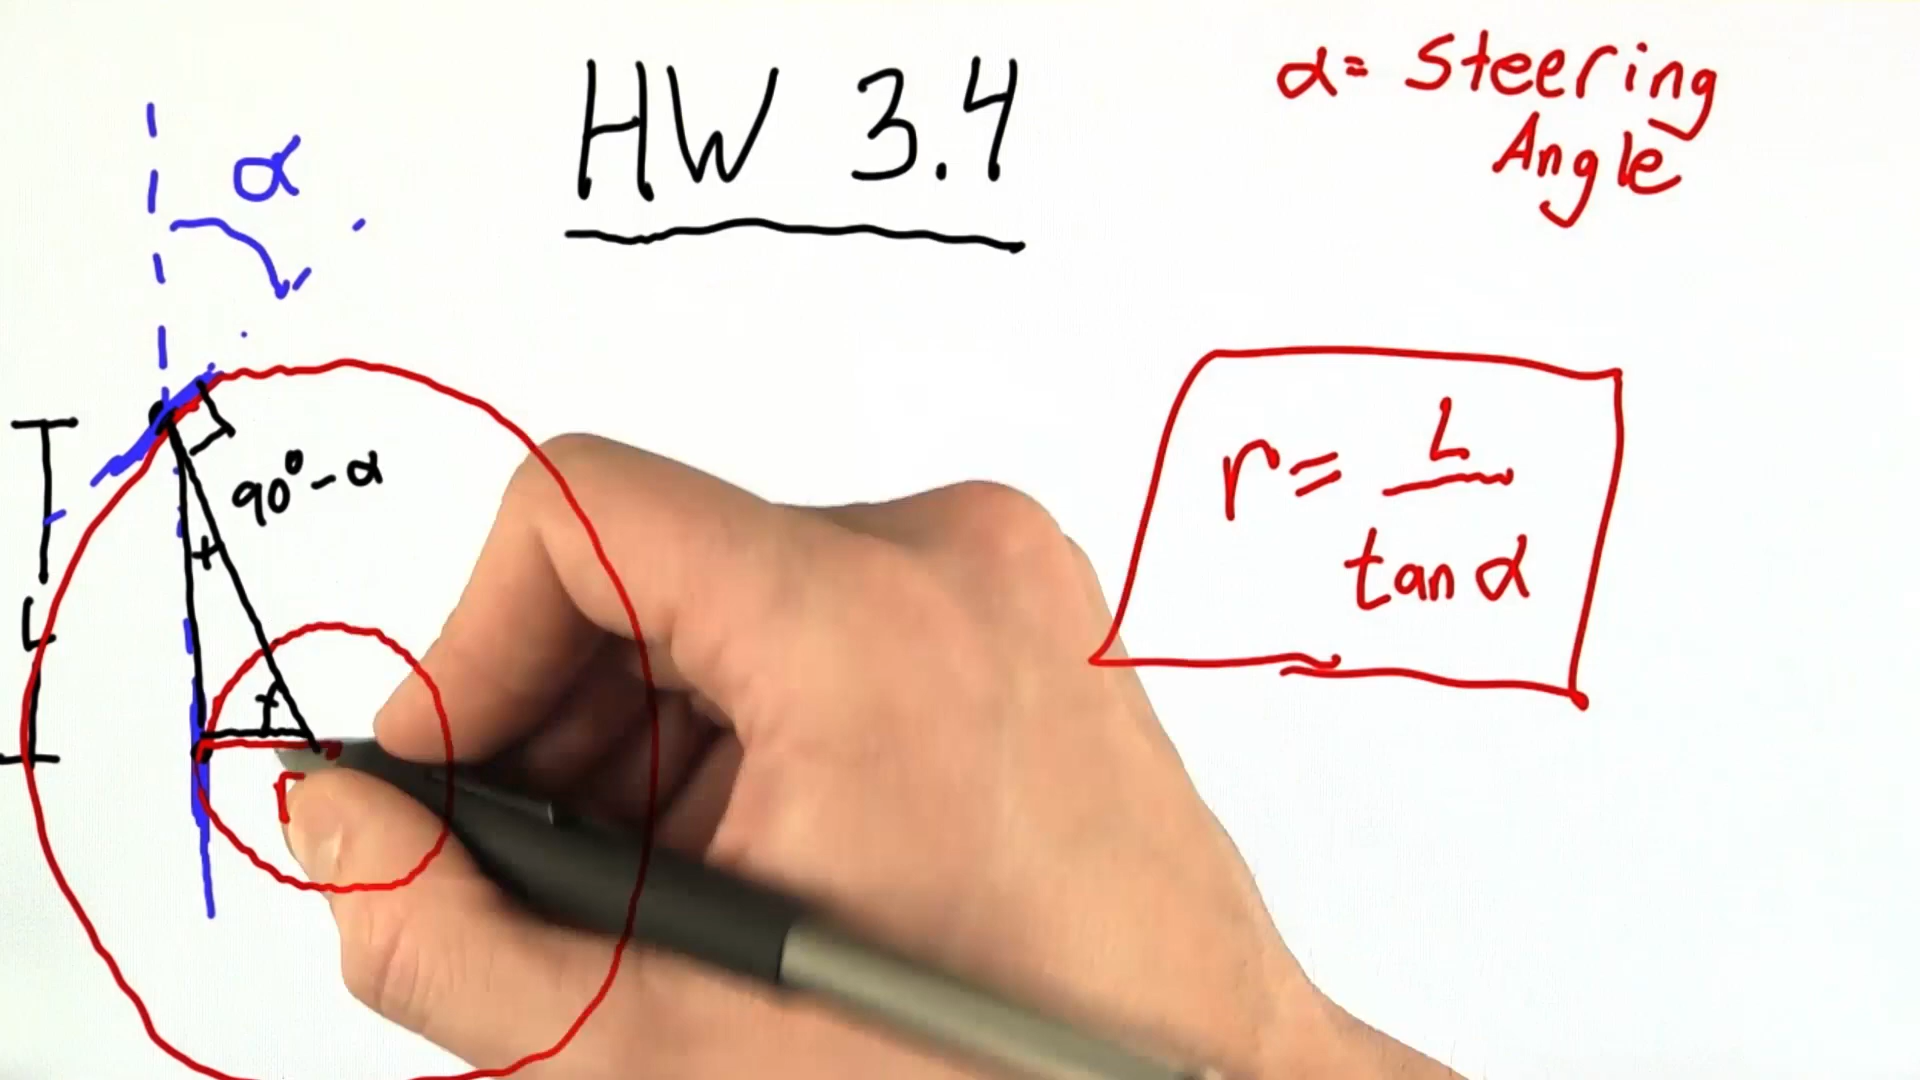 HW 3.4
α = Steering
Angle
α
90° - α
L
r
r = L
tan α